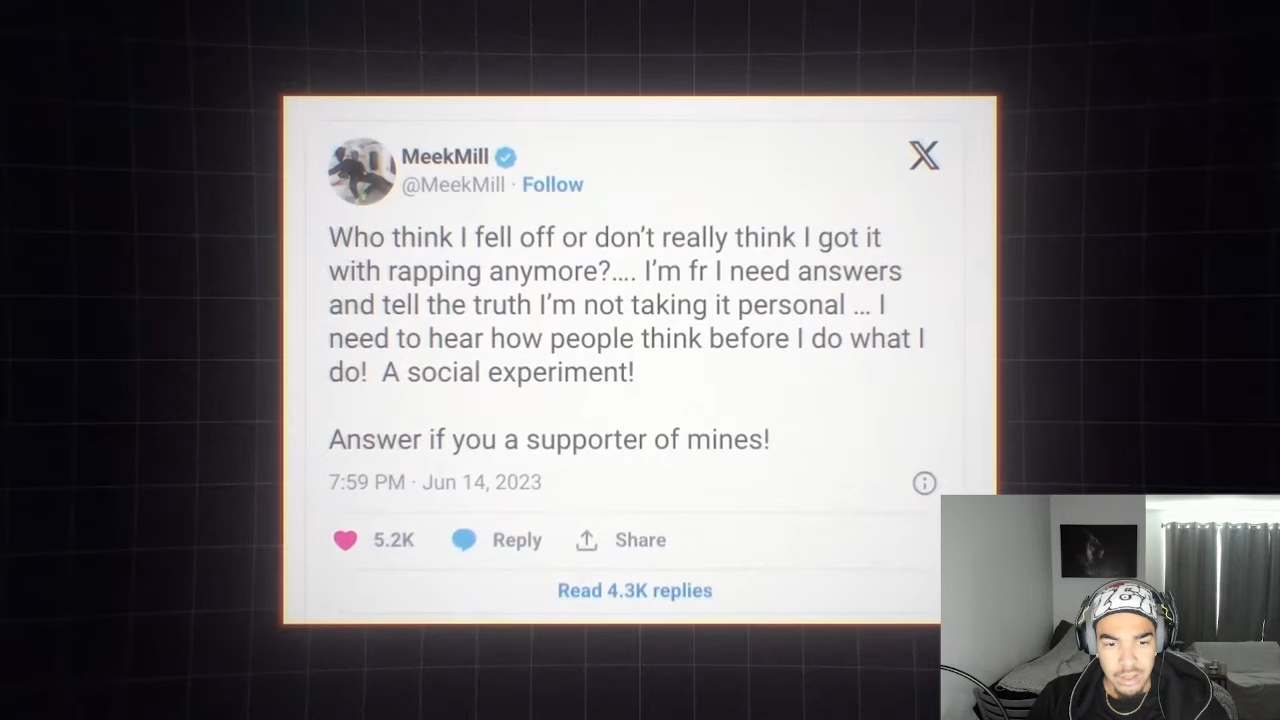 MeekMill
@MeekMill · Follow
Who think I fell off or don’t really think I got it
with rapping anymore?.... I’m fr I need answers
and tell the truth I’m not taking it personal ... I
need to hear how people think before I do what I
do!  A social experiment!
Answer if you a supporter of mines!
7:59 PM · Jun 14, 2023
5.2K Reply Share
Read 4.3K replies